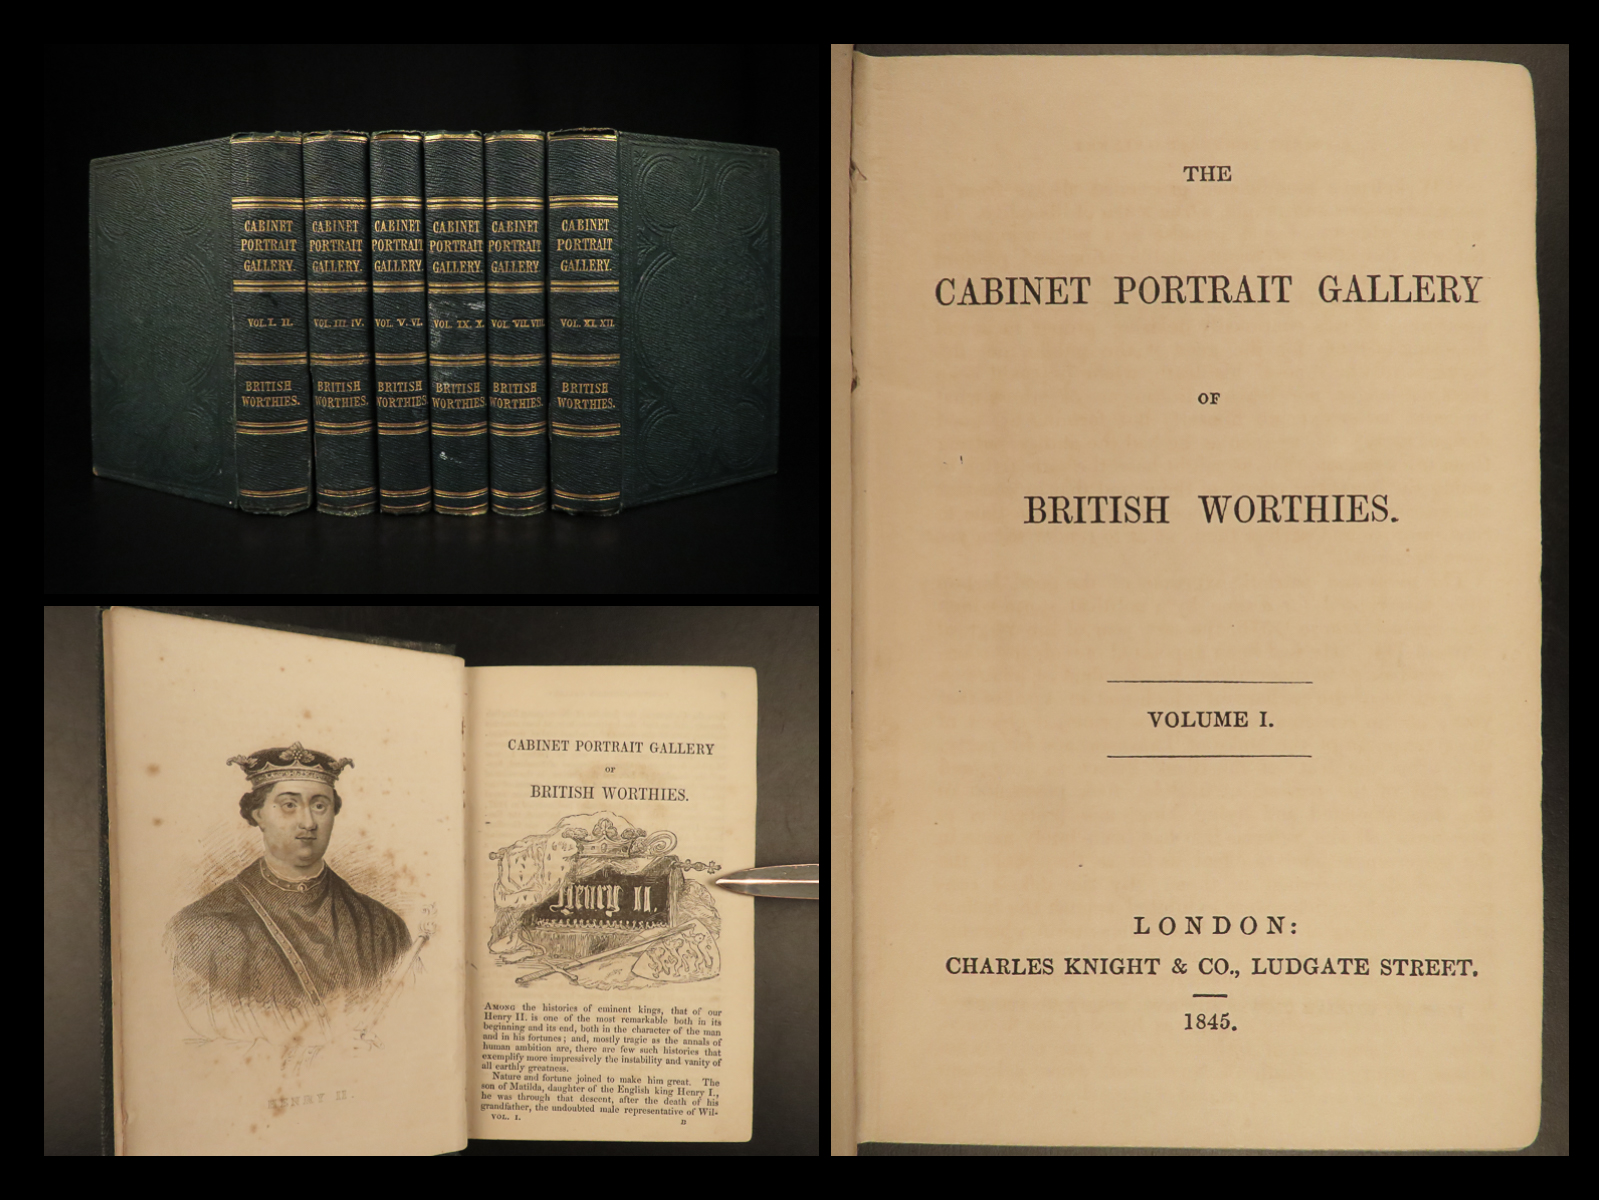 CABINET
PORTRAIT
GALLERY.
VOL. I. II.
BRITISH
WORTHIES.
CABINET
PORTRAIT
GALLERY.
VOL. III. IV.
BRITISH
WORTHIES.
CABINET
PORTRAIT
GALLERY.
VOL. V. VI.
BRITISH
WORTHIES.
CABINET
PORTRAIT
GALLERY.
VOL. IX. X.
BRITISH
WORTHIES.
CABINET
PORTRAIT
GALLERY.
VOL. VII. VIII.
BRITISH
WORTHIES.
CABINET
PORTRAIT
GALLERY.
VOL. XI. XII.
BRITISH
WORTHIES.
HENRY II.
CABINET PORTRAIT GALLERY
OF
BRITISH WORTHIES.
Henry II.
AMONG the histories of eminent kings, that of our
Henry II. is one of the most remarkable both in its
beginning and its end, both in the character of the man
and in his fortunes; and, mostly tragic as the annals of
human ambition are, there are few such histories that
exemplify more impressively the instability and vanity of
all earthly greatness.
Nature and fortune joined to make him great. The
son of Matilda, daughter of the English king Henry I.,
he was through that descent, after the death of his
grandfather, the undoubted male representative of Wil-
VOL. I.
B
THE
CABINET PORTRAIT GALLERY
OF
BRITISH WORTHIES.
VOLUME I.
LONDON:
CHARLES KNIGHT & CO., LUDGATE STREET.
1845.